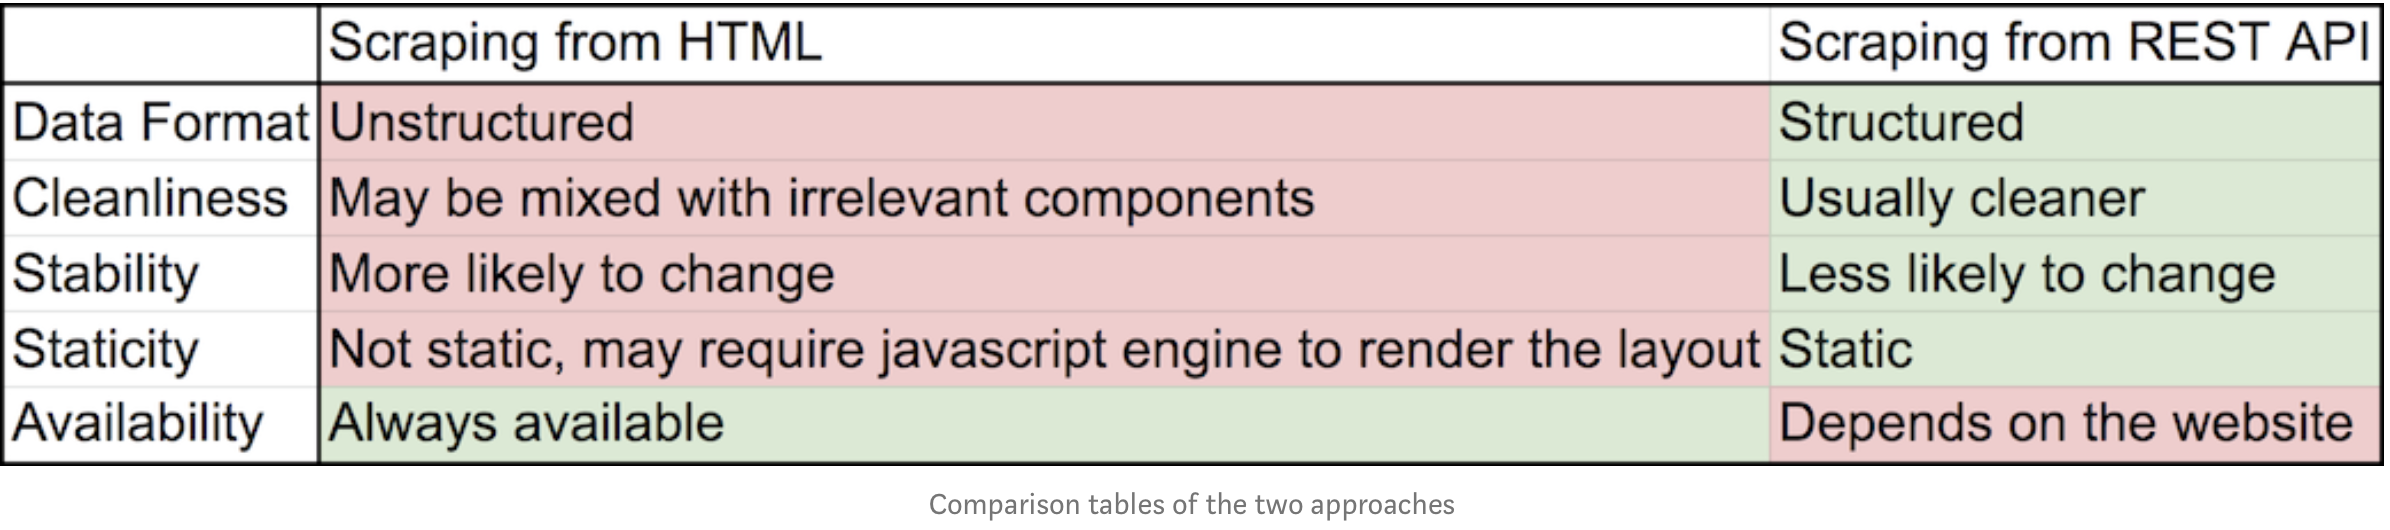 Scraping from HTML Scraping from REST API
Data Format Unstructured Structured
Cleanliness May be mixed with irrelevant components Usually cleaner
Stability More likely to change Less likely to change
Staticity Not static, may require javascript engine to render the layout Static
Availability Always available Depends on the website
Comparison tables of the two approaches